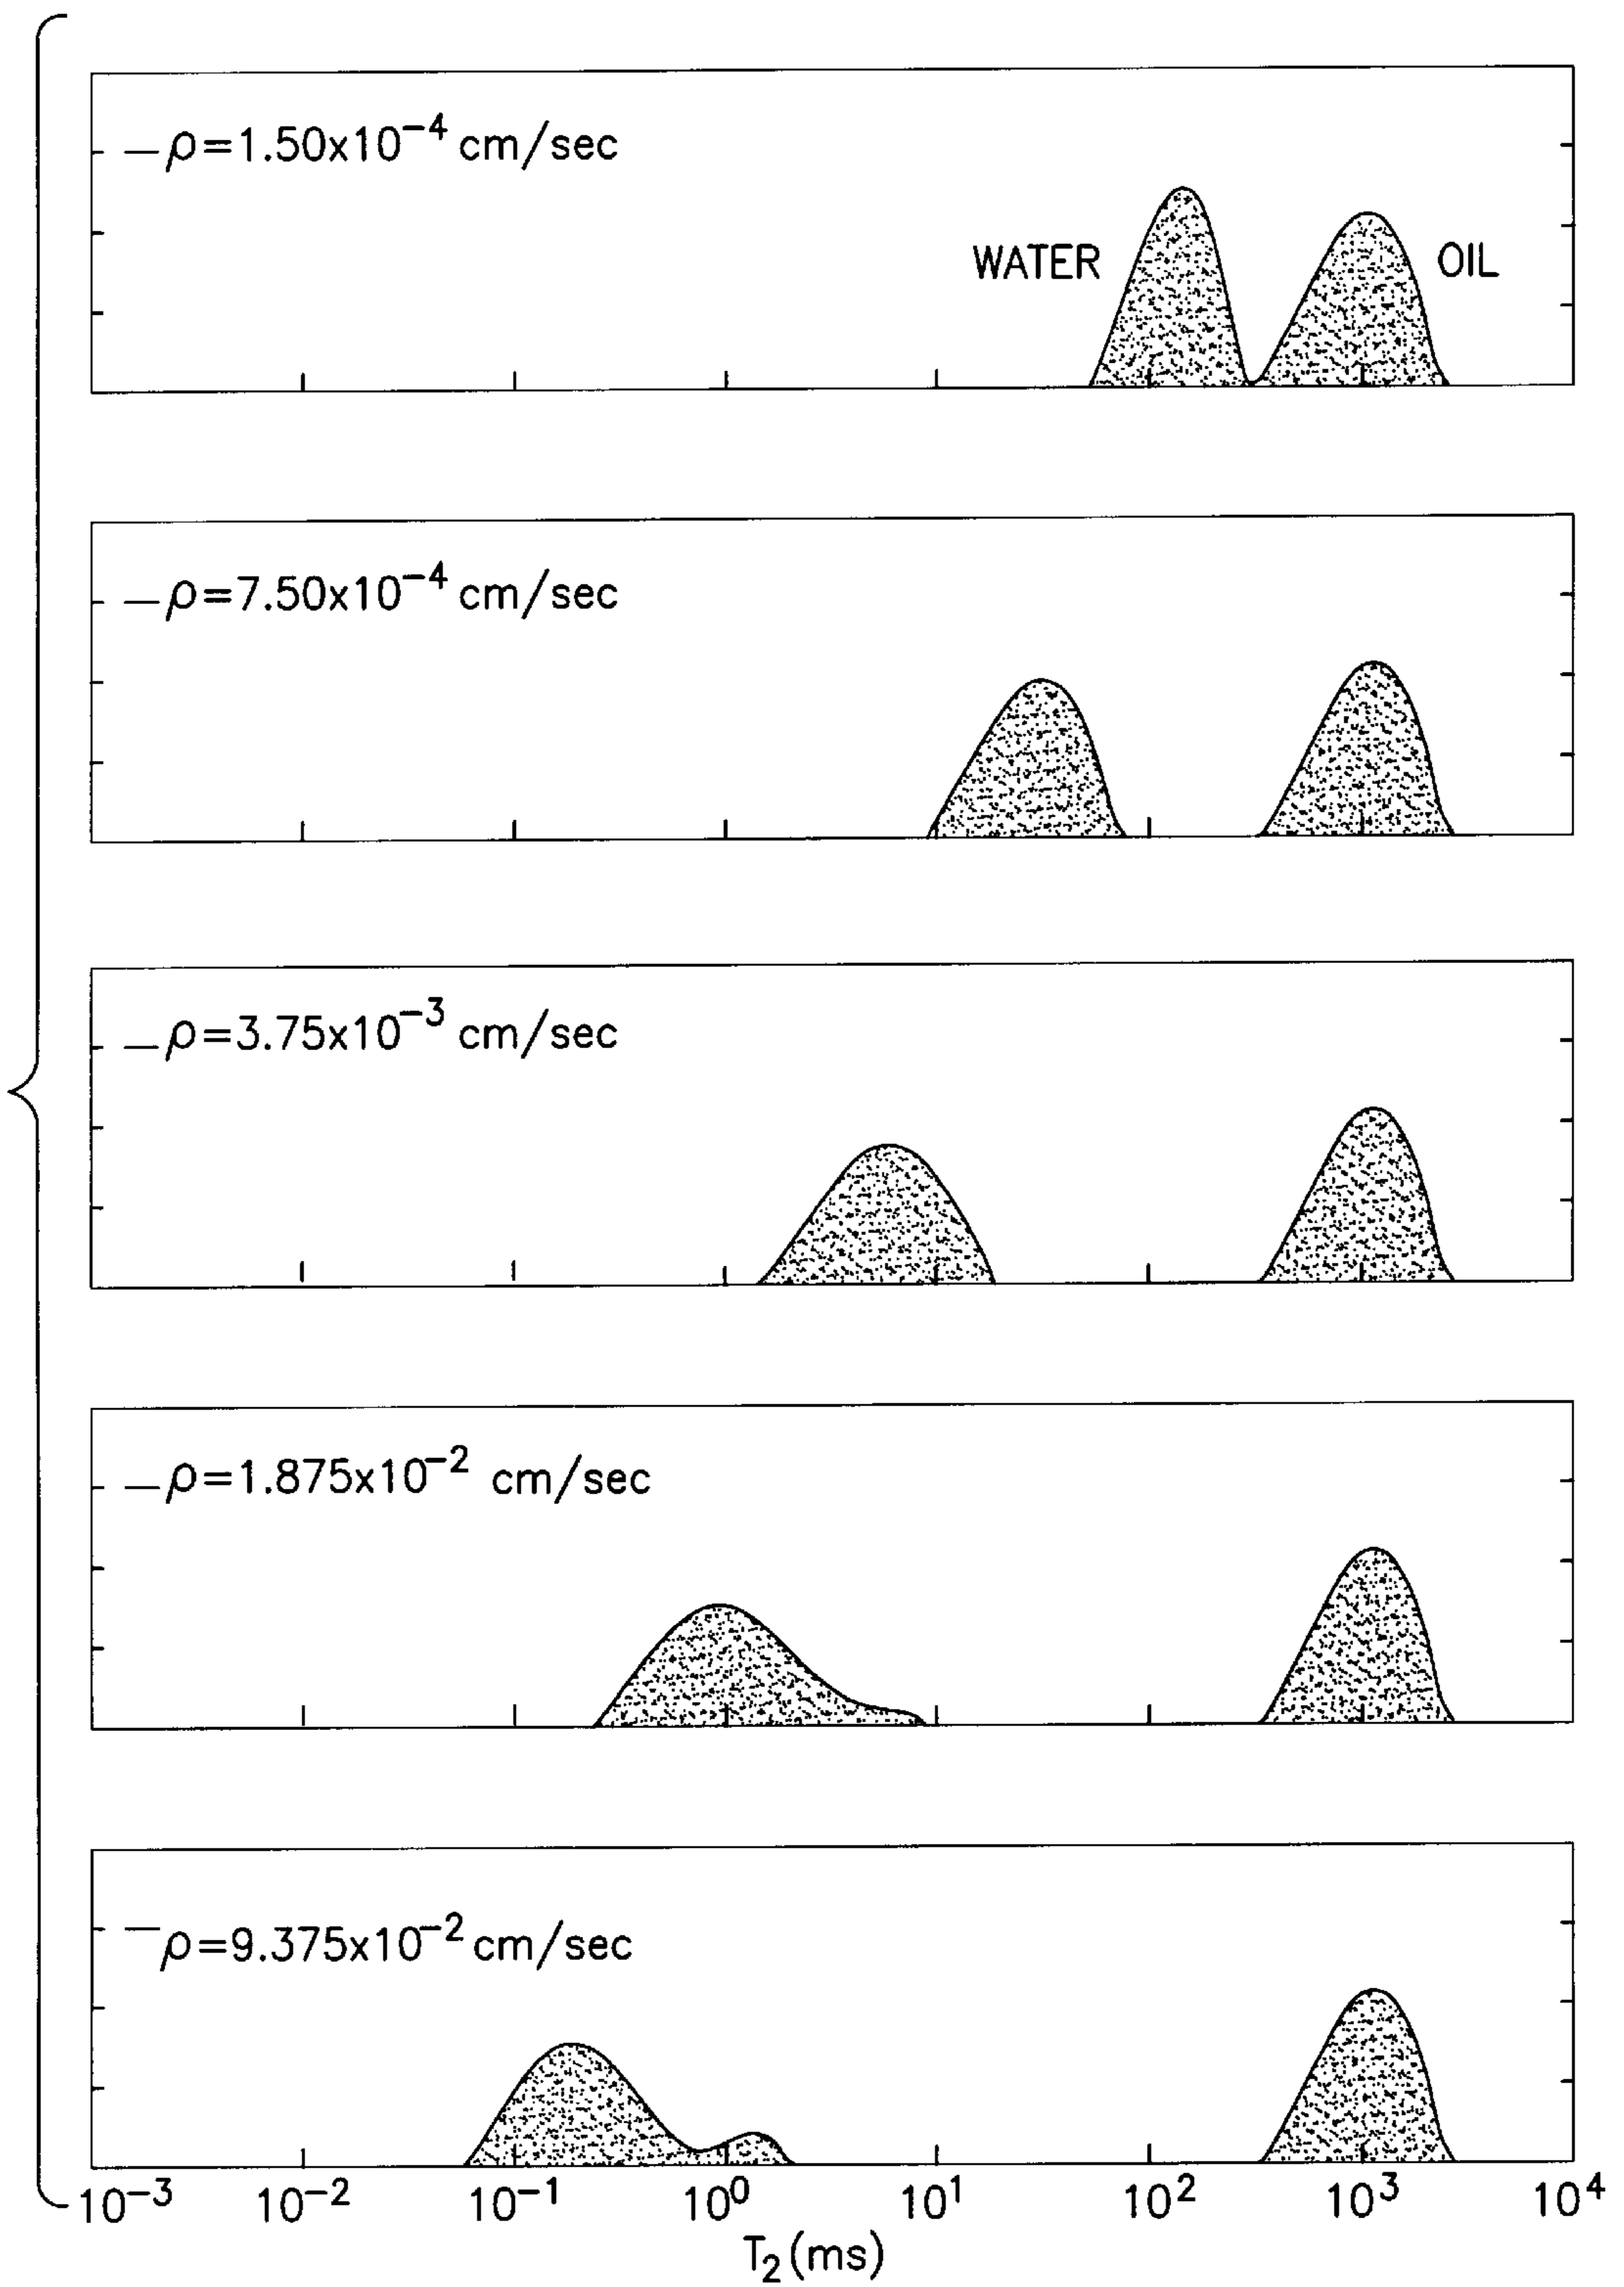 ρ=1.50x10⁻⁴ cm/sec
WATER OIL
ρ=7.50x10⁻⁴ cm/sec
ρ=3.75x10⁻³ cm/sec
ρ=1.875x10⁻² cm/sec
ρ=9.375x10⁻² cm/sec
10⁻³ 10⁻² 10⁻¹ 10⁰ 10¹ 10² 10³ 10⁴
T₂(ms)